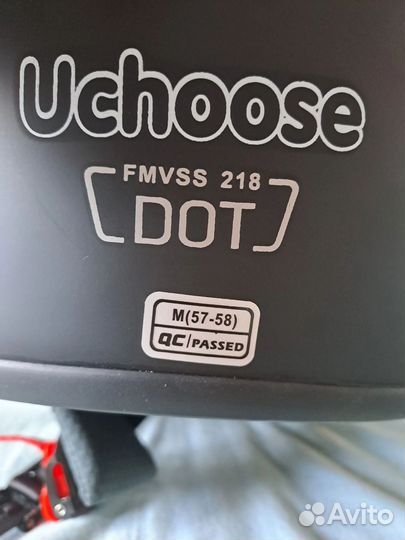 Uchoose
FMVSS 218
DOT
M(57-58)
QC/PASSED
Avito